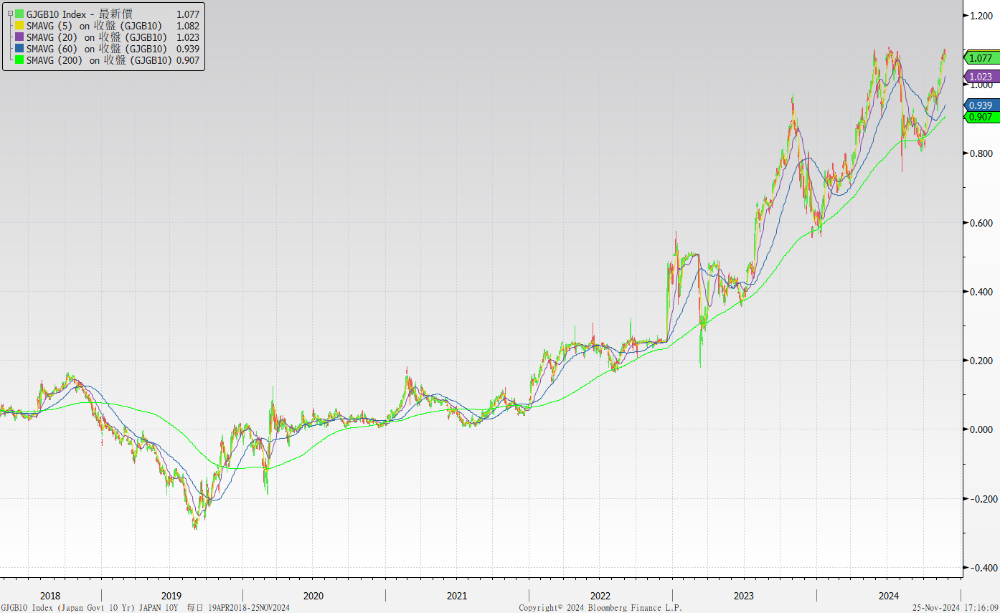 GJGB10 Index - 最新價 1.077
SMAVG (5) on 收盤 (GJGB10) 1.082
SMAVG (20) on 收盤 (GJGB10) 1.023
SMAVG (60) on 收盤 (GJGB10) 0.939
SMAVG (200) on 收盤 (GJGB10) 0.907
1.200
1.077
1.023
1.000
0.939
0.907
0.800
0.600
0.400
0.200
0.000
-0.200
-0.400
2018 2019 2020 2021 2022 2023 2024
GJGB10 Index (Japan Govt 10 Yr) JAPAN 10Y 每日 19APR2018-25NOV2024 Copyright© 2024 Bloomberg Finance L.P. 25-Nov-2024 17:16:09